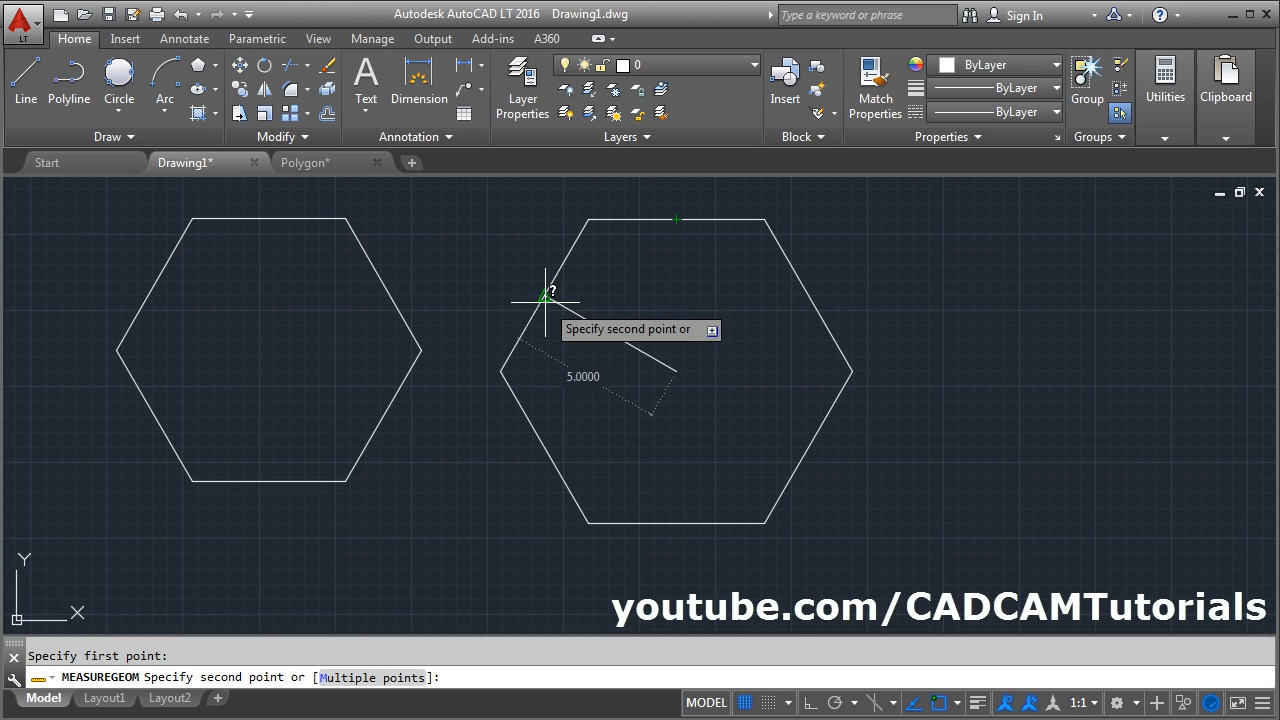 Autodesk AutoCAD LT 2016 Drawing1.dwg
Type a keyword or phrase
Sign In
LT
Home Insert Annotate Parametric View Manage Output Add-ins A360
Line Polyline Circle Arc
Text Dimension
Layer Properties
0
Insert
Match Properties
ByLayer
ByLayer
ByLayer
Group
Utilities
Clipboard
Draw Modify Annotation Layers Block Properties Groups
Start Drawing1* Polygon*
?
Specify second point or
5.0000
Y
X
youtube.com/CADCAMTutorials
Specify first point:
MEASUREGEOM Specify second point or [Multiple points]:
Model Layout1 Layout2
MODEL
1:1